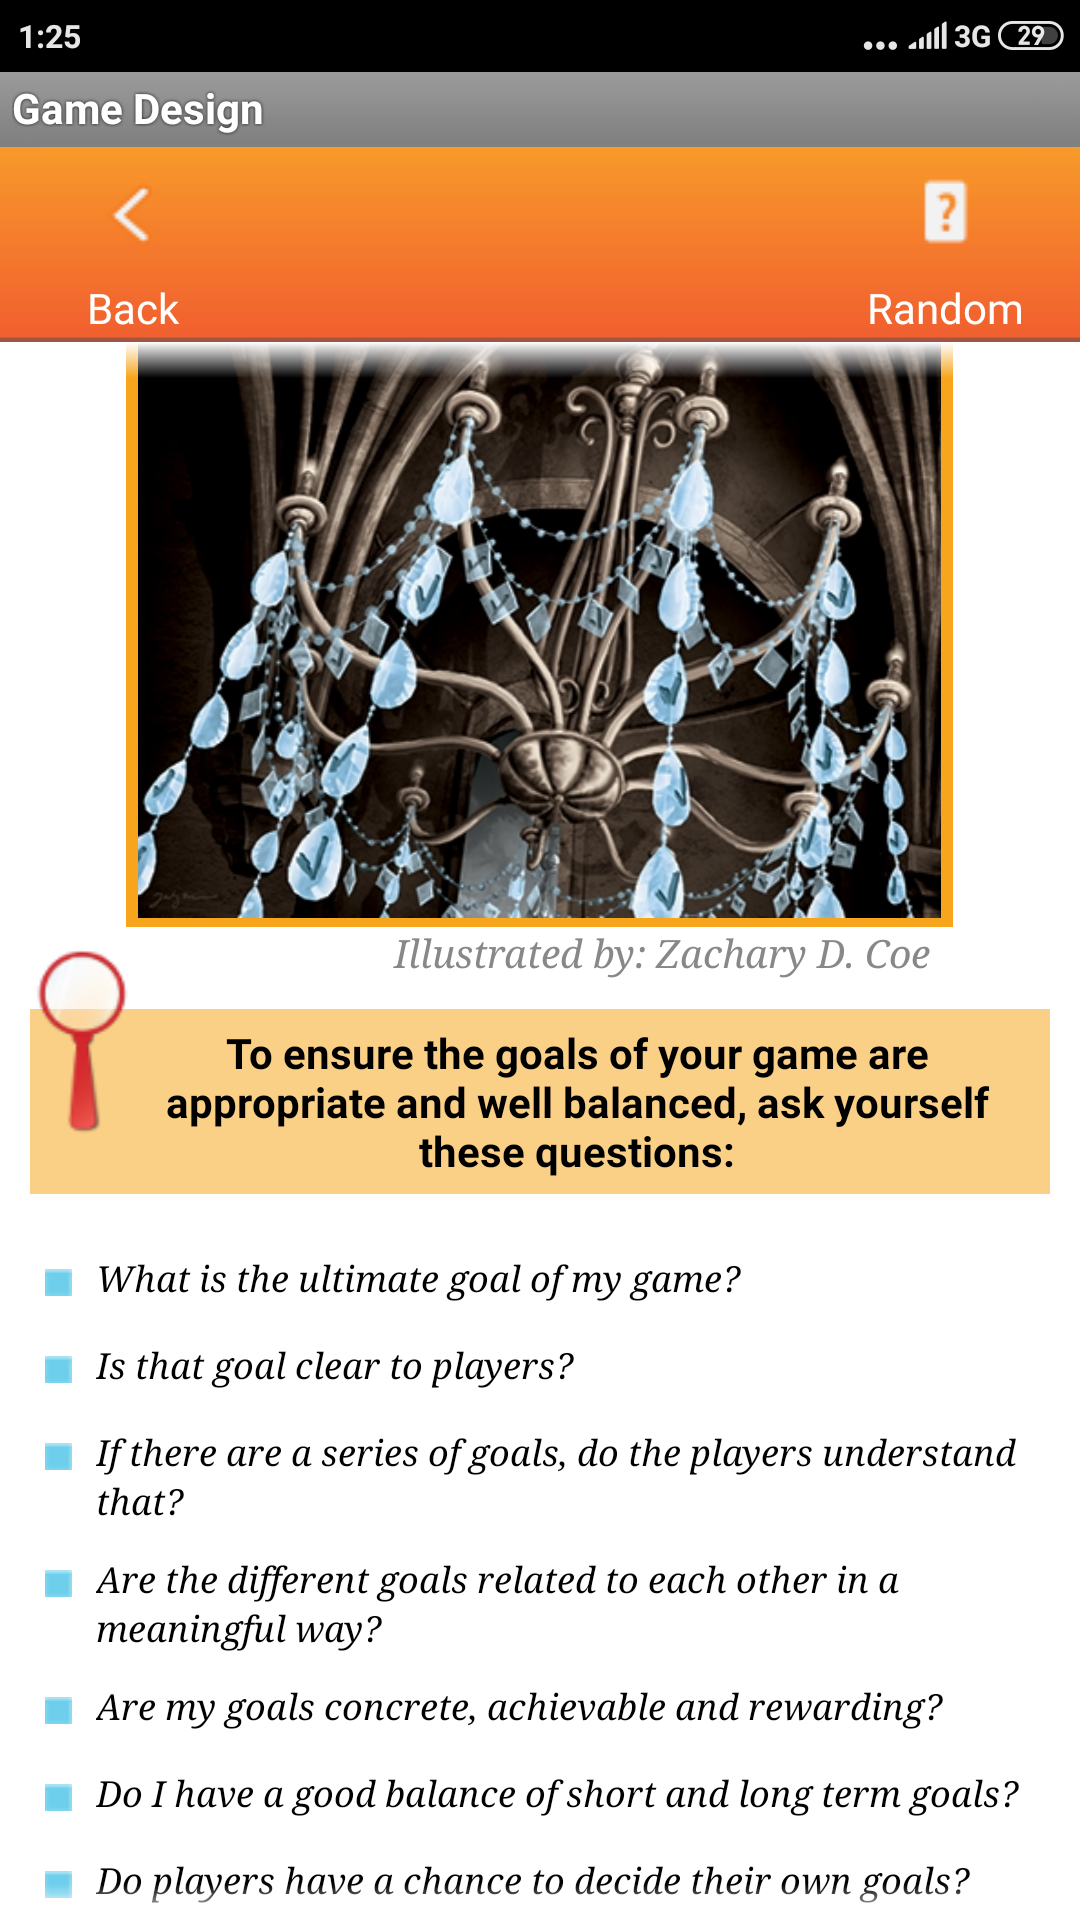 1:25
3G 29
Game Design
?
Back
Random
Illustrated by: Zachary D. Coe
To ensure the goals of your game are
appropriate and well balanced, ask yourself
these questions:
What is the ultimate goal of my game?
Is that goal clear to players?
If there are a series of goals, do the players understand
that?
Are the different goals related to each other in a
meaningful way?
Are my goals concrete, achievable and rewarding?
Do I have a good balance of short and long term goals?
Do players have a chance to decide their own goals?